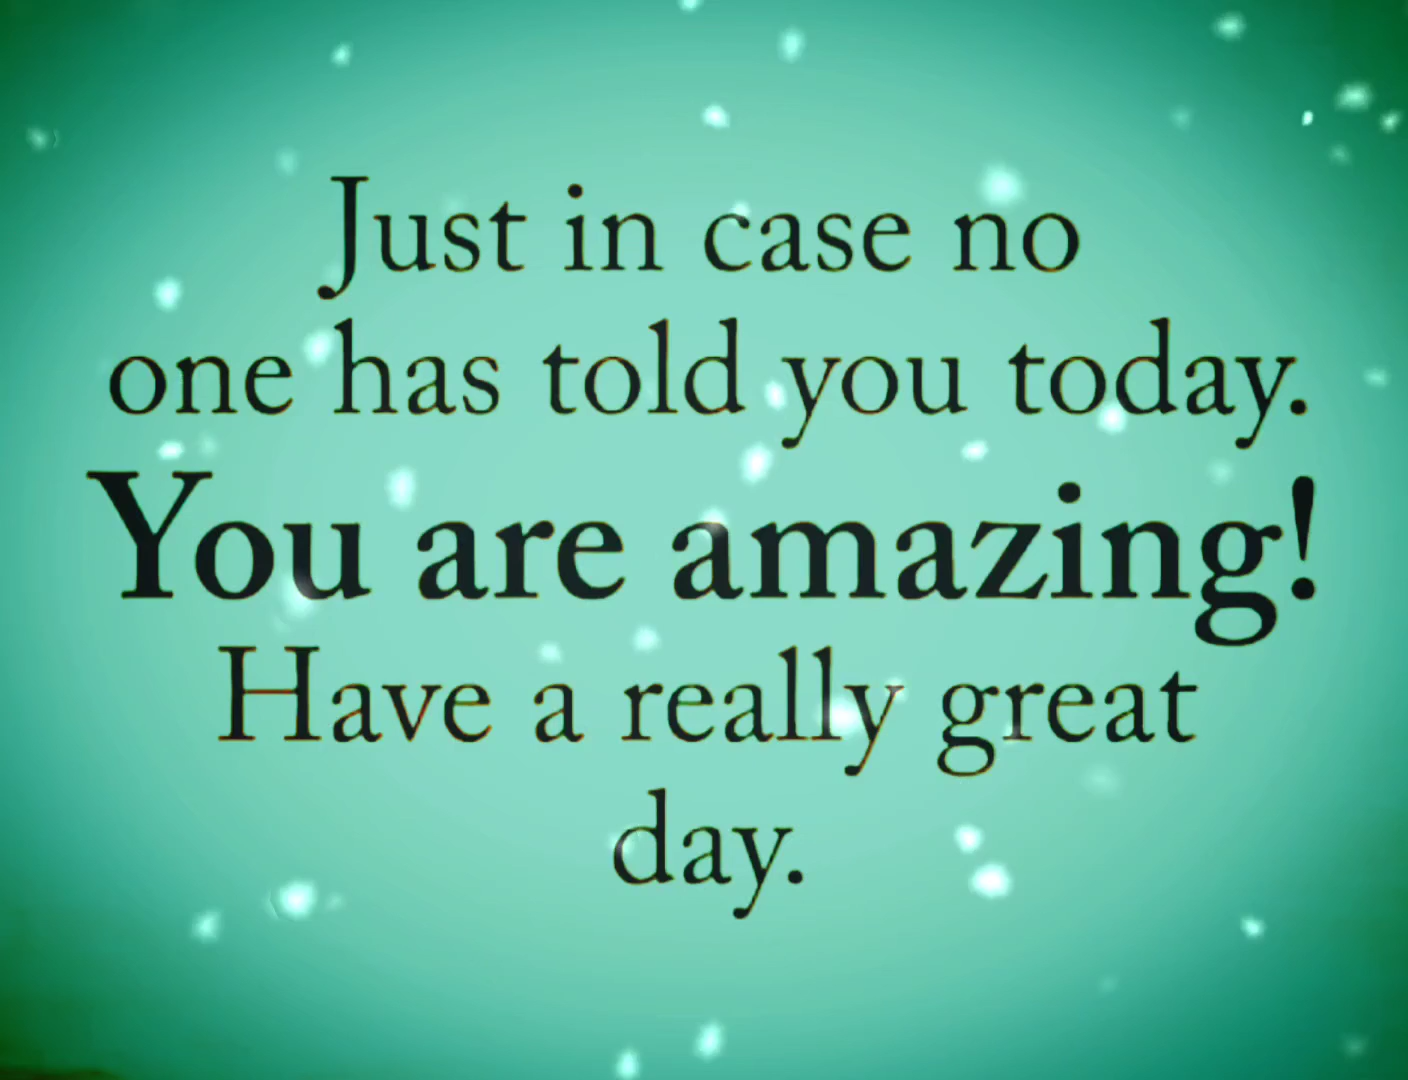 Just in case no
one has told you today.
You are amazing!
Have a really great
day.